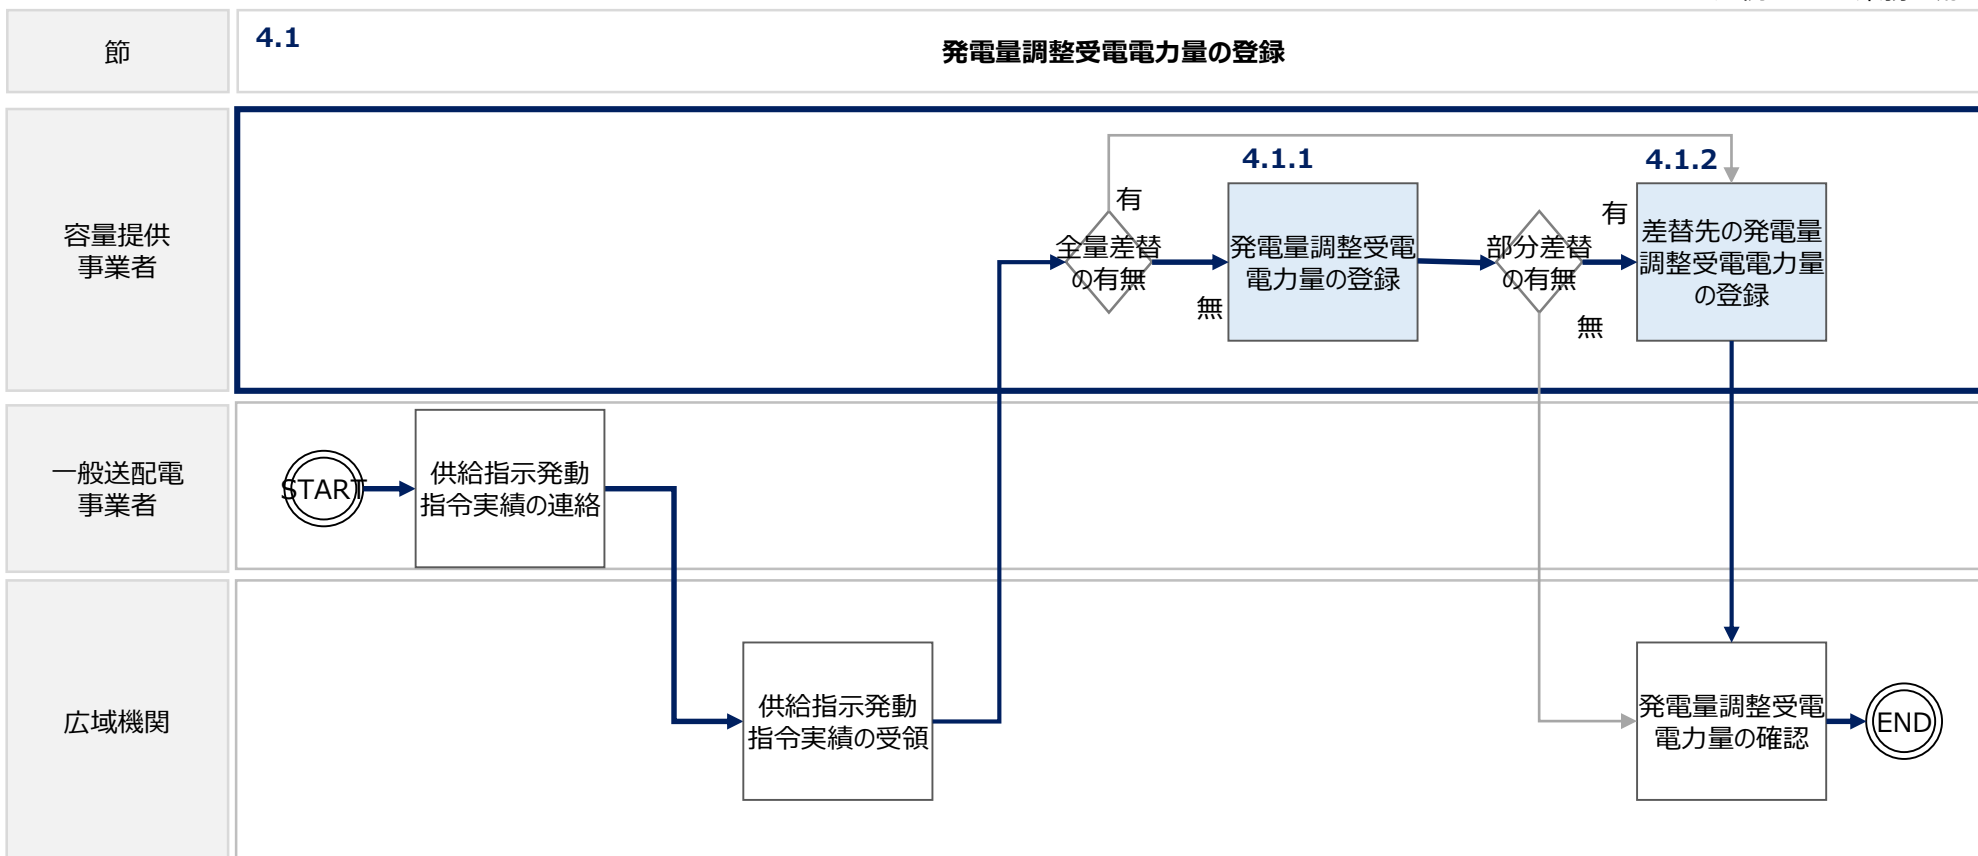 節
4.1
発電量調整受電電力量の登録
容量提供
事業者
有
全量差替
の有無
無
4.1.1
発電量調整受電
電力量の登録
部分差替
の有無
有
無
4.1.2
差替先の発電量
調整受電電力量
の登録
一般送配電
事業者
START
供給指示発動
指令実績の連絡
広域機関
供給指示発動
指令実績の受領
発電量調整受電
電力量の確認
END